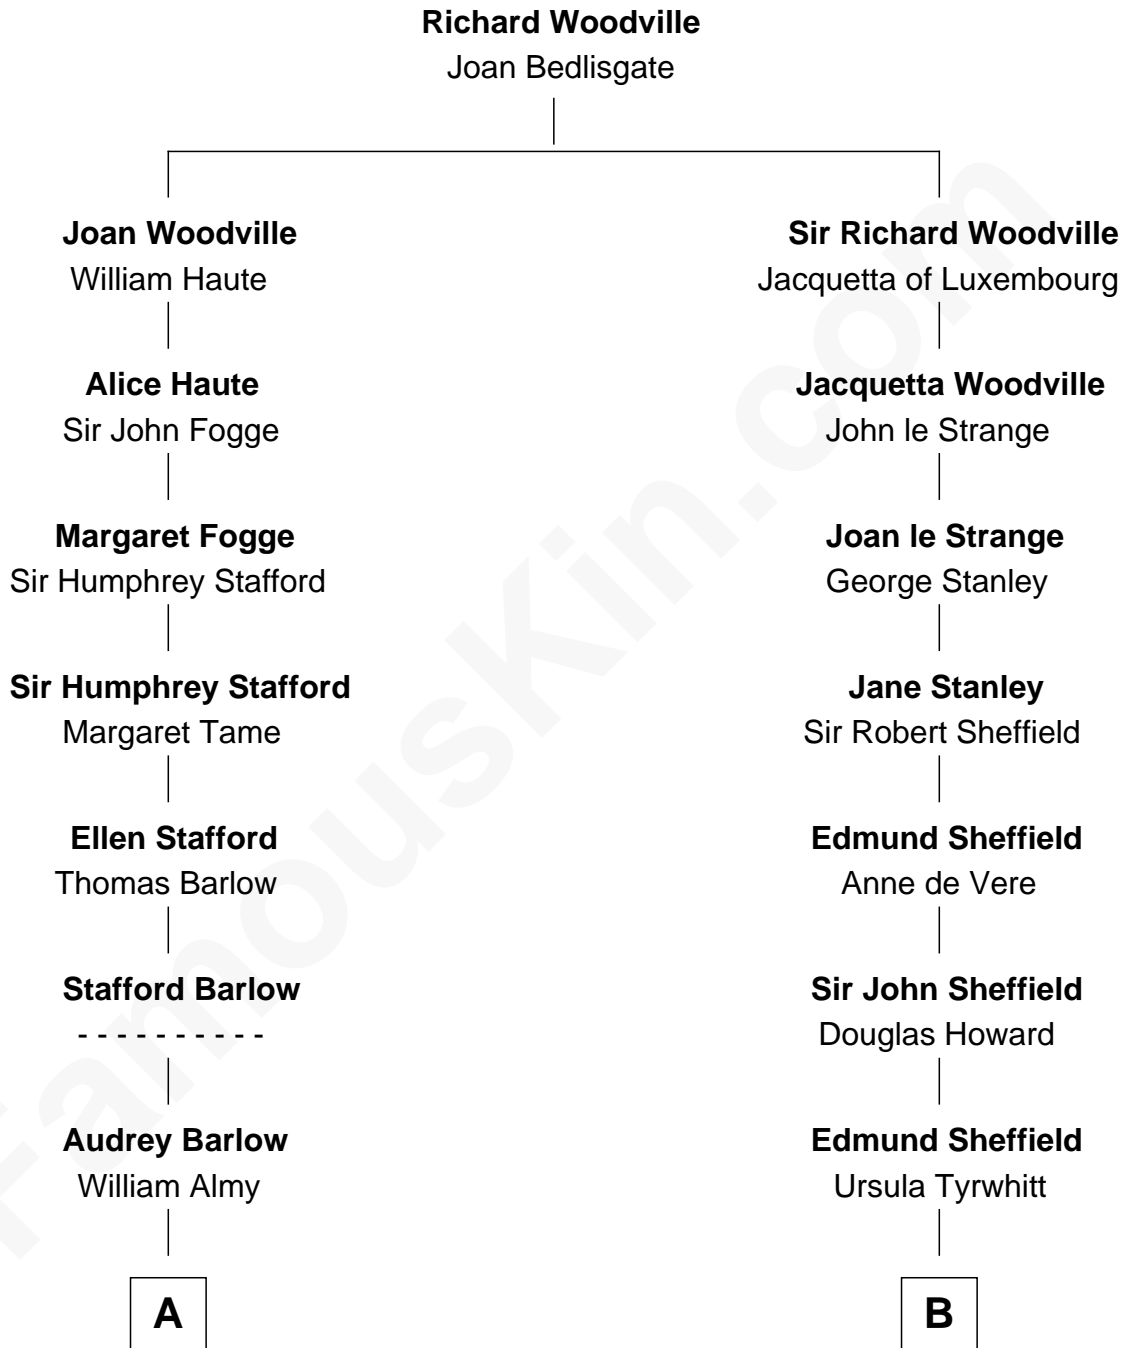 Richard Woodville
Joan Bedlisgate
Joan Woodville
William Haute
Sir Richard Woodville
Jacquetta of Luxembourg
Alice Haute
Sir John Fogge
Jacquetta Woodville
John le Strange
Margaret Fogge
Sir Humphrey Stafford
Joan le Strange
George Stanley
Sir Humphrey Stafford
Margaret Tame
Jane Stanley
Sir Robert Sheffield
Ellen Stafford
Thomas Barlow
Edmund Sheffield
Anne de Vere
Stafford Barlow
- - - - - - - - - -
Sir John Sheffield
Douglas Howard
Audrey Barlow
William Almy
Edmund Sheffield
Ursula Tyrwhitt
A
B
FamousKin.com